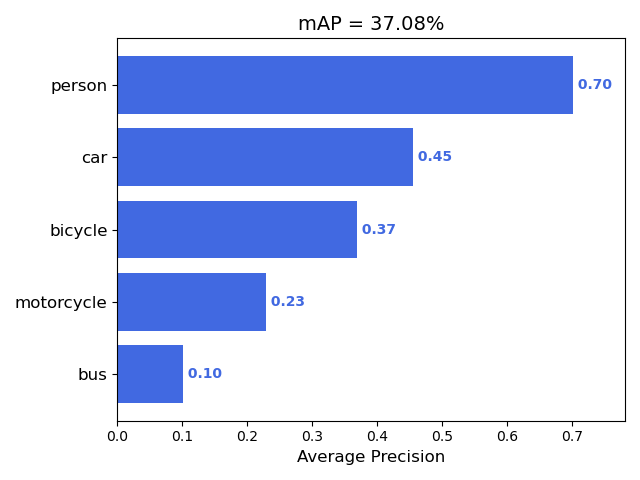 mAP = 37.08%
person 0.70
car 0.45
bicycle 0.37
motorcycle 0.23
bus 0.10
0.0 0.1 0.2 0.3 0.4 0.5 0.6 0.7
Average Precision